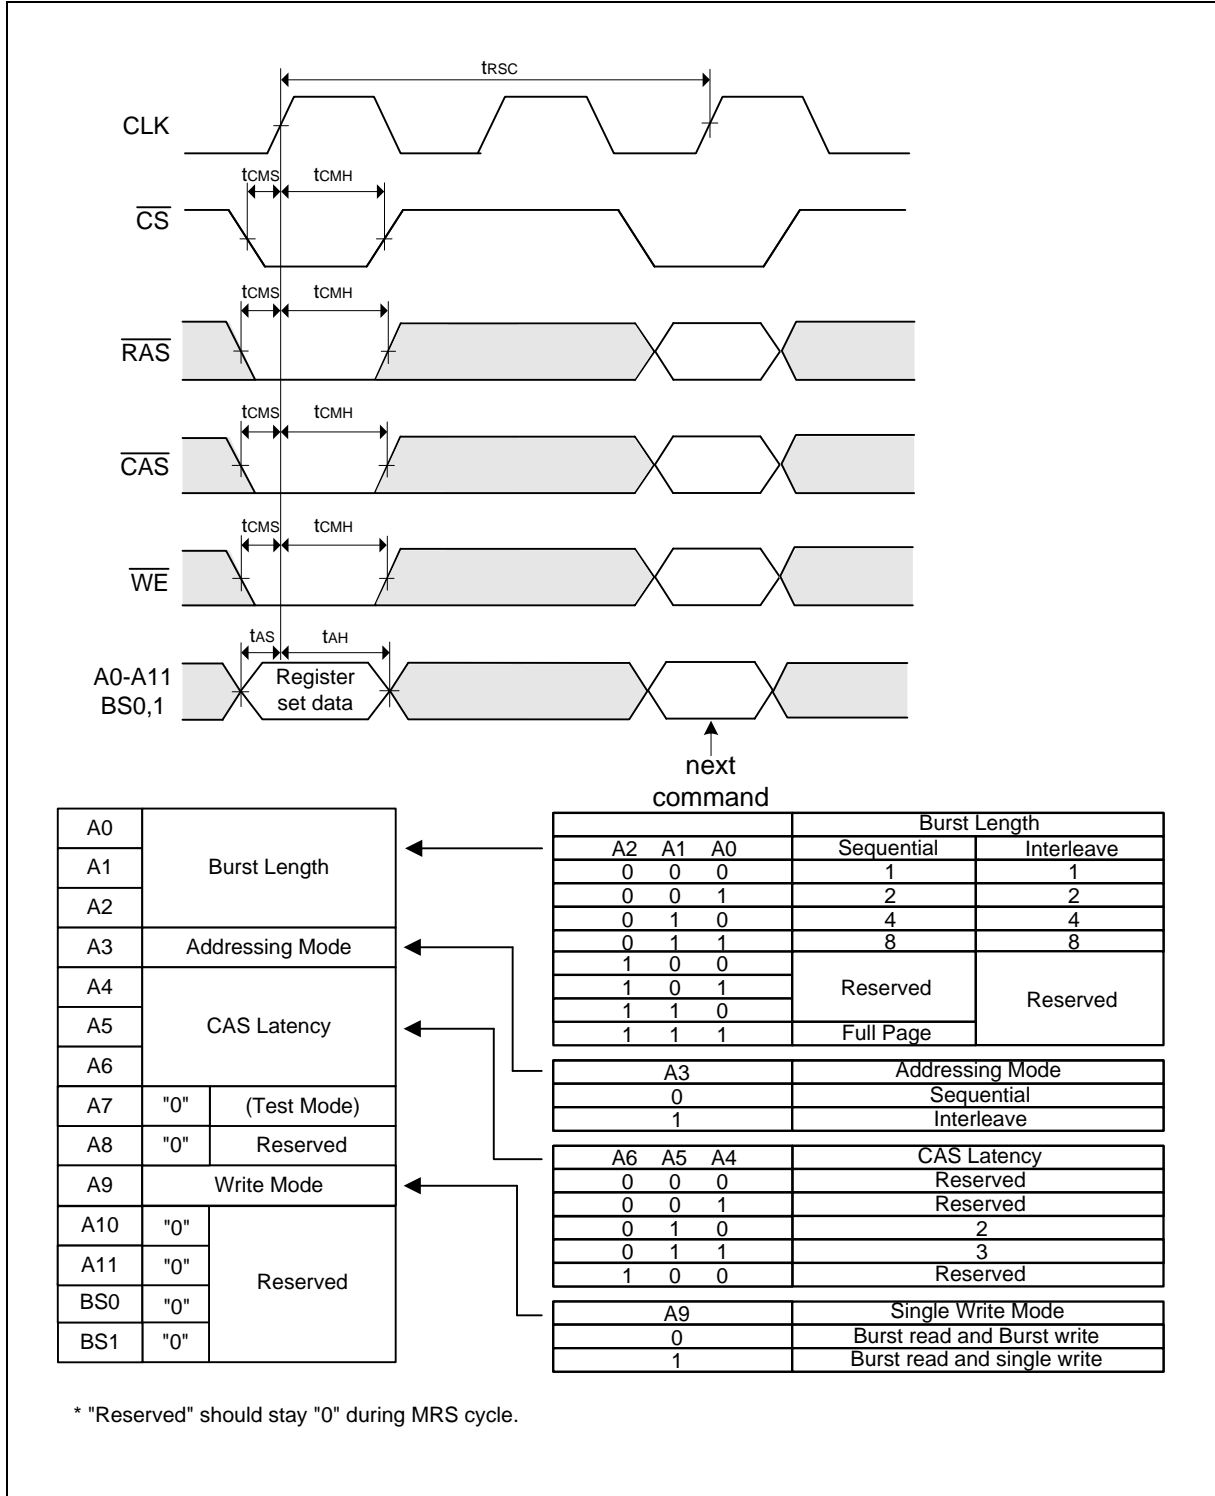 tRSC
CLK
tCMS tCMH
CS
tCMS tCMH
RAS
tCMS tCMH
CAS
tCMS tCMH
WE
tAS tAH
A0-A11
BS0,1
Register
set data
next
command
A0
A1
A2
Burst Length
A3 Addressing Mode
A4
A5
A6
CAS Latency
A7 "0" (Test Mode)
A8 "0" Reserved
A9 Write Mode
A10 "0"
A11 "0"
BS0 "0"
BS1 "0"
Reserved
Burst Length
A2 A1 A0 Sequential Interleave
0 0 0 1 1
0 0 1 2 2
0 1 0 4 4
0 1 1 8 8
1 0 0
1 0 1 Reserved Reserved
1 1 0
1 1 1 Full Page
A3 Addressing Mode
0 Sequential
1 Interleave
A6 A5 A4 CAS Latency
0 0 0 Reserved
0 0 1 Reserved
0 1 0 2
0 1 1 3
1 0 0 Reserved
A9 Single Write Mode
0 Burst read and Burst write
1 Burst read and single write
* "Reserved" should stay "0" during MRS cycle.